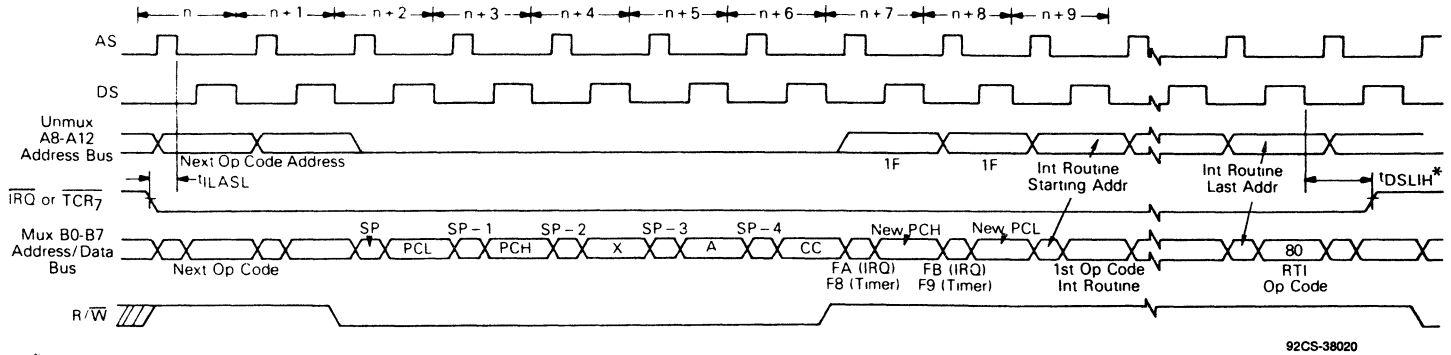 n n + 1 n + 2 n + 3 n + 4 n + 5 n + 6 n + 7 n + 8 n + 9
AS
DS
Unmux
A8-A12
Address Bus
Next Op Code Address
1F 1F
Int Routine
Starting Addr
Int Routine
Last Addr
tILASL
tDSLIH*
IRQ or TCR7
Mux B0-B7
Address/Data
Bus
Next Op Code
SP PCL SP-1 PCH SP-2 X SP-3 A SP-4 CC
New PCH New PCL
FA (IRQ)
F8 (Timer)
FB (IRQ)
F9 (Timer)
1st Op Code
Int Routine
80
RTI
Op Code
R/W
92CS-38020